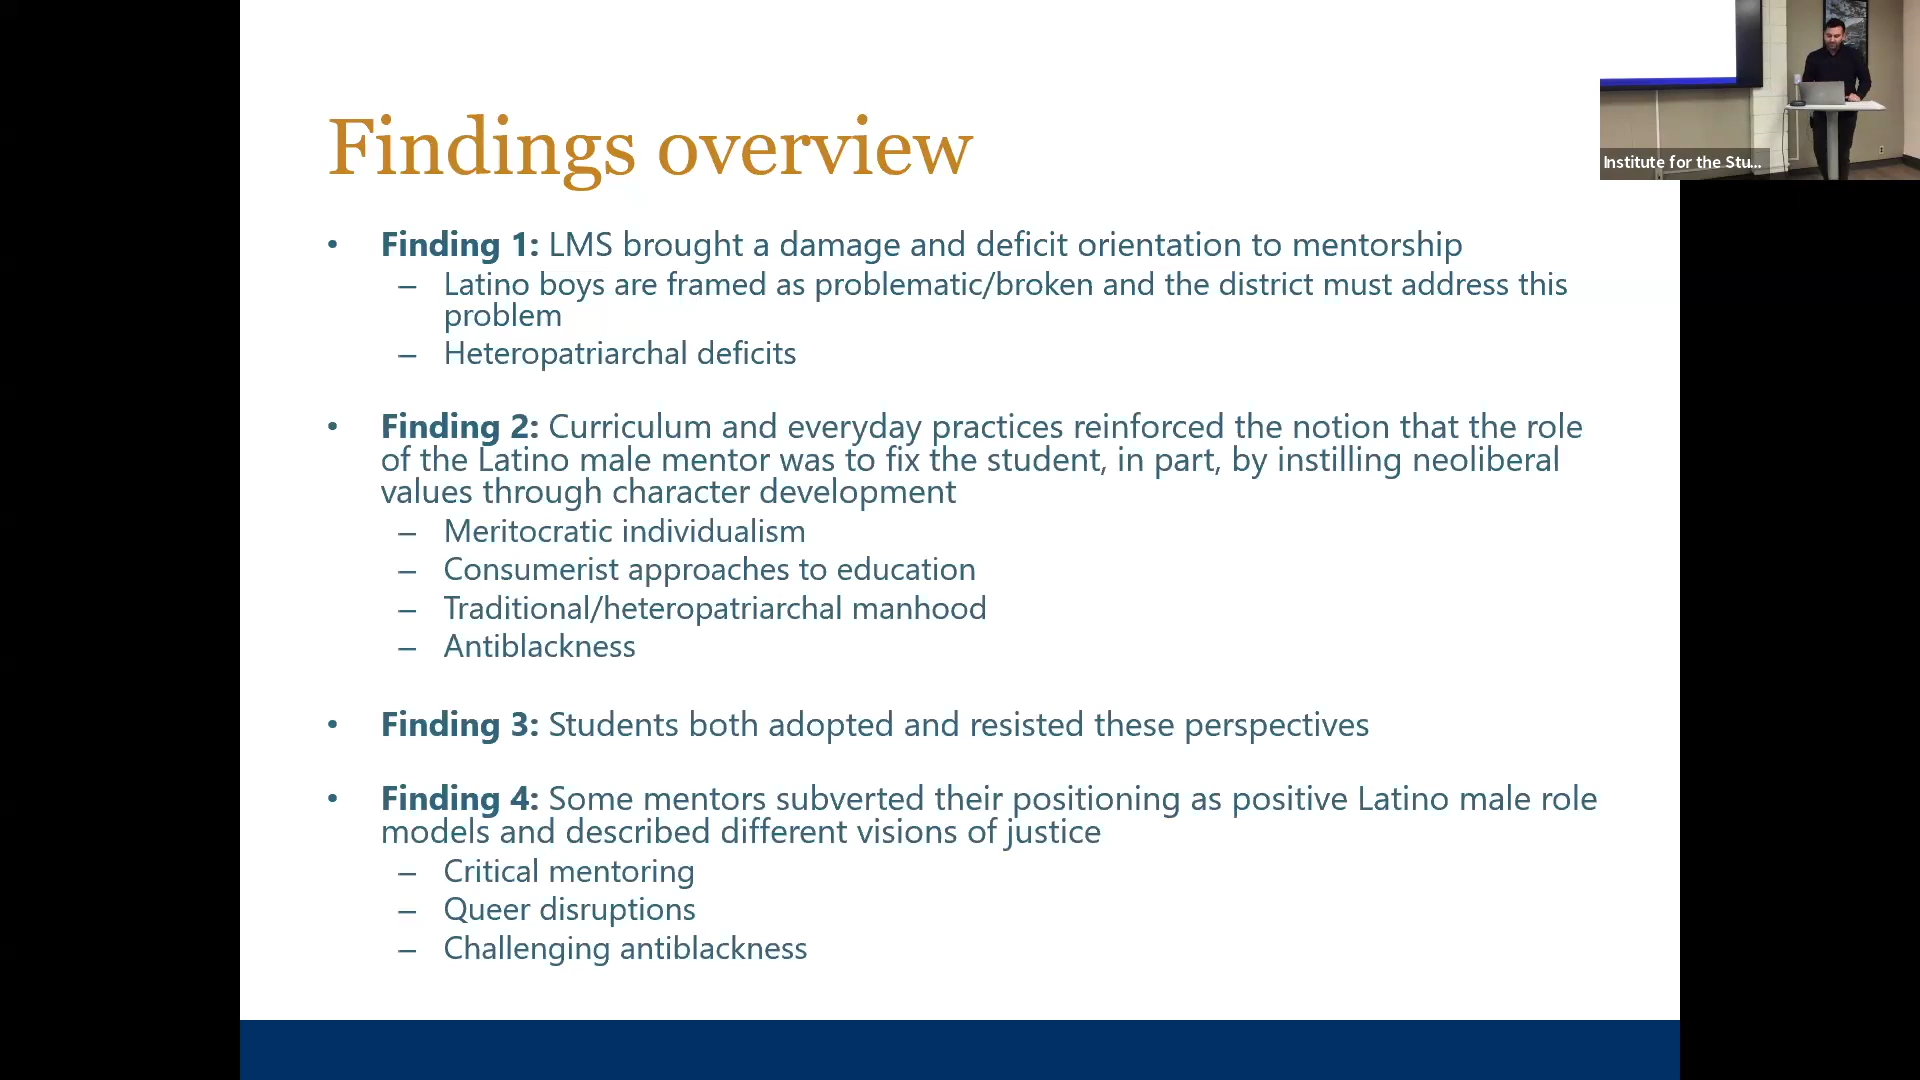 Findings overview
Institute for the Stu...
• Finding 1: LMS brought a damage and deficit orientation to mentorship
– Latino boys are framed as problematic/broken and the district must address this
problem
– Heteropatriarchal deficits
• Finding 2: Curriculum and everyday practices reinforced the notion that the role
of the Latino male mentor was to fix the student, in part, by instilling neoliberal
values through character development
– Meritocratic individualism
– Consumerist approaches to education
– Traditional/heteropatriarchal manhood
– Antiblackness
• Finding 3: Students both adopted and resisted these perspectives
• Finding 4: Some mentors subverted their positioning as positive Latino male role
models and described different visions of justice
– Critical mentoring
– Queer disruptions
– Challenging antiblackness